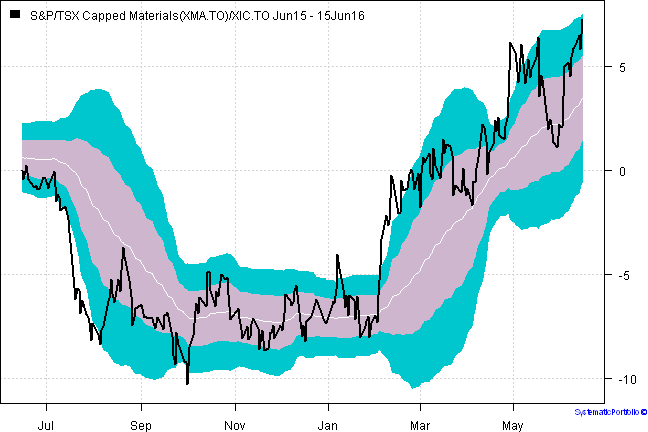 S&P/TSX Capped Materials(XMA.TO)/XIC.TO Jun15 - 15Jun16
5
0
-5
-10
Jul Sep Nov Jan Mar May
SystematicPortfolio ©